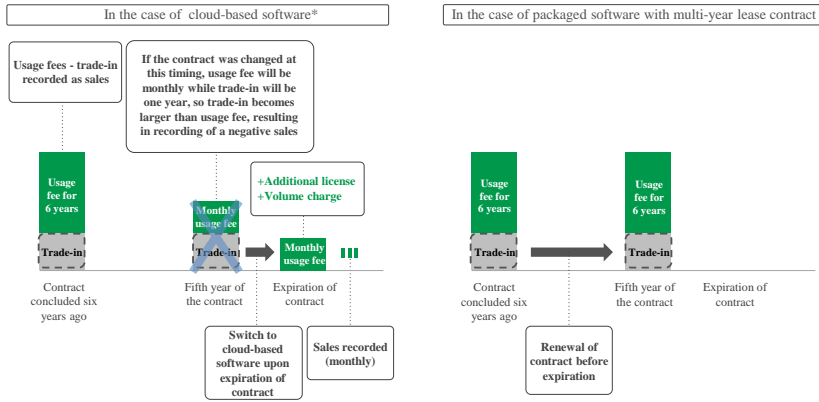 In the case of cloud-based software*
Usage fees - trade-in
recorded as sales
If the contract was changed at
this timing, usage fee will be
monthly while trade-in will be
one year, so trade-in becomes
larger than usage fee, resulting
in recording of a negative sales
Usage
fee for
6 years
Trade-in
Monthly
usage fee
Trade-in
+Additional license
+Volume charge
Monthly
usage fee
Contract
concluded six
years ago
Fifth year of
the contract
Expiration of
contract
Switch to
cloud-based
software upon
expiration of
contract
Sales recorded
(monthly)
In the case of packaged software with multi-year lease contract
Usage
fee for
6 years
Trade-in
Usage
fee for
6 years
Trade-in
Contract
concluded six
years ago
Fifth year of
the contract
Expiration of
contract
Renewal of
contract before
expiration